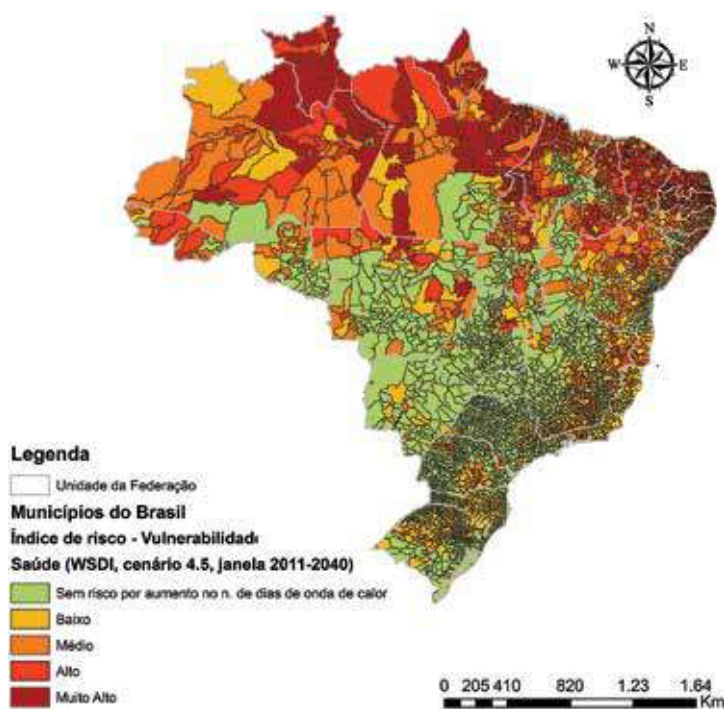 N
W E
S
Legenda
Unidade da Federação
Municípios do Brasil
Índice de risco - Vulnerabilidade
Saúde (WSDI, cenário 4.5, janela 2011-2040)
Sem risco por aumento no n. de dias de onda de calor
Baixo
Médio
Alto
Muito Alto
0 205 410 820 1.23 1.64
Km